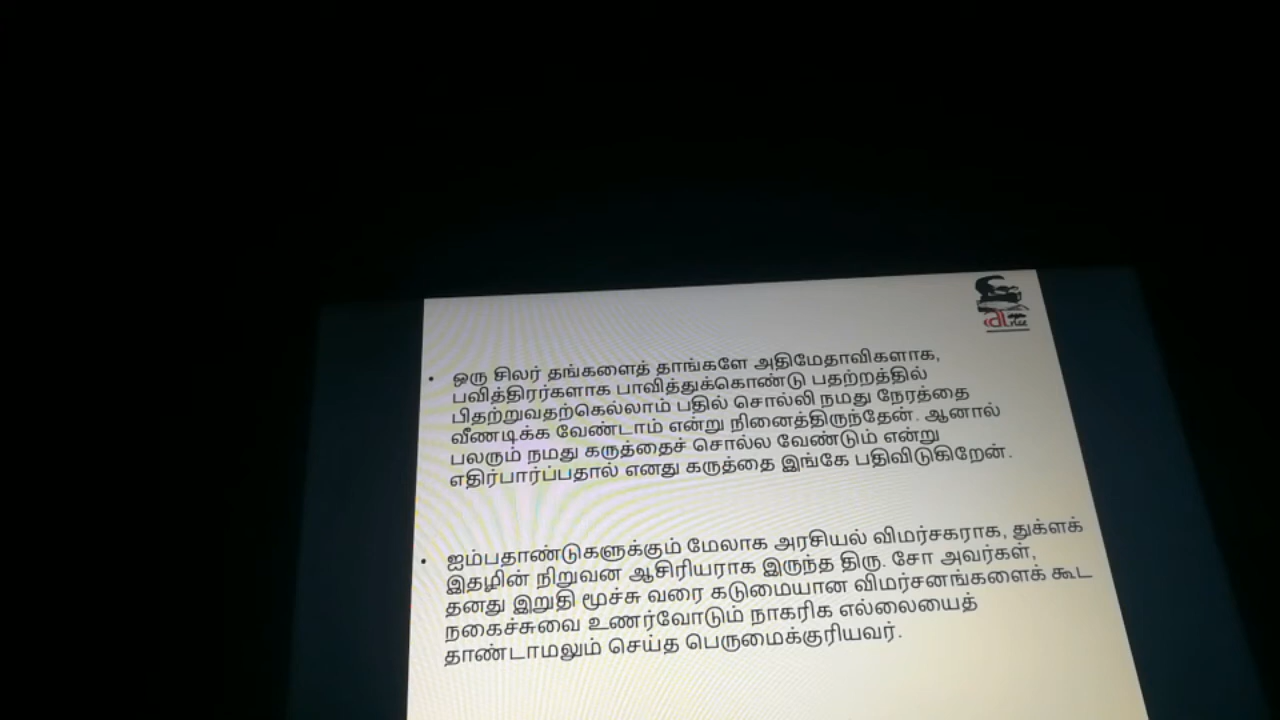 • ஒரு சிலர் தங்களைத் தாங்களே அதிமேதாவிகளாக,
பவித்திரர்களாக பாவித்துக்கொண்டு பதற்றத்தில்
பிதற்றுவதற்கெல்லாம் பதில் சொல்லி நமது நேரத்தை
வீணடிக்க வேண்டாம் என்று நினைத்திருந்தேன். ஆனால்
பலரும் நமது கருத்தைச் சொல்ல வேண்டும் என்று
எதிர்பார்ப்பதால் எனது கருத்தை இங்கே பதிவிடுகிறேன்.
• ஐம்பதாண்டுகளுக்கும் மேலாக அரசியல் விமர்சகராக, துக்ளக்
இதழின் நிறுவன ஆசிரியராக இருந்த திரு. சோ அவர்கள்,
தனது இறுதி மூச்சு வரை கடுமையான விமர்சனங்களைக் கூட
நகைச்சுவை உணர்வோடும் நாகரிக எல்லையைத்
தாண்டாமலும் செய்த பெருமைக்குரியவர்.